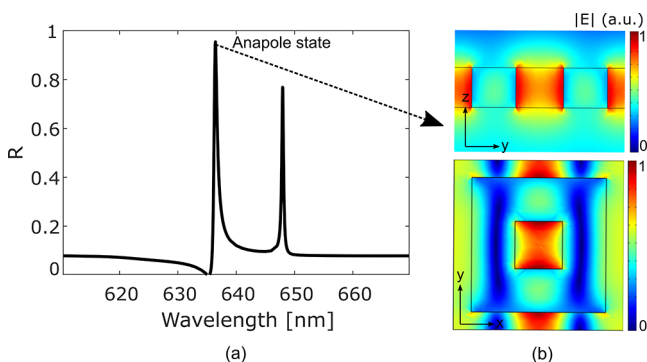 |E| (a.u.)
1
Anapole state
1
0.8
0.6
0.4
0.2
0
R
620
630
640
650
660
Wavelength [nm]
(a)
z
y
0
1
y
x
0
(b)